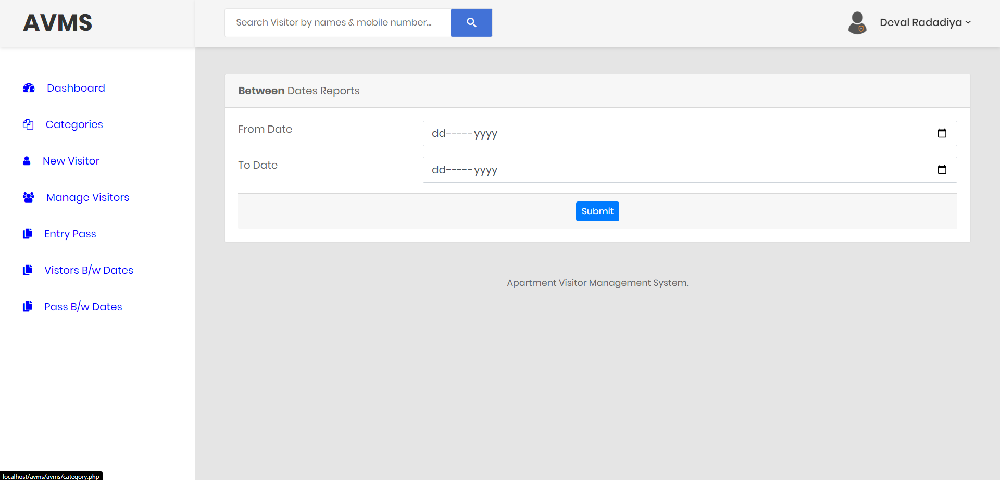 AVMS
Search Visitor by names & mobile number...
Deval Radadiya
Dashboard
Categories
New Visitor
Manage Visitors
Entry Pass
Vistors B/w Dates
Pass B/w Dates
Between Dates Reports
From Date
dd-----yyyy
To Date
dd-----yyyy
Submit
Apartment Visitor Management System.
localhost/avms/avms/category.php